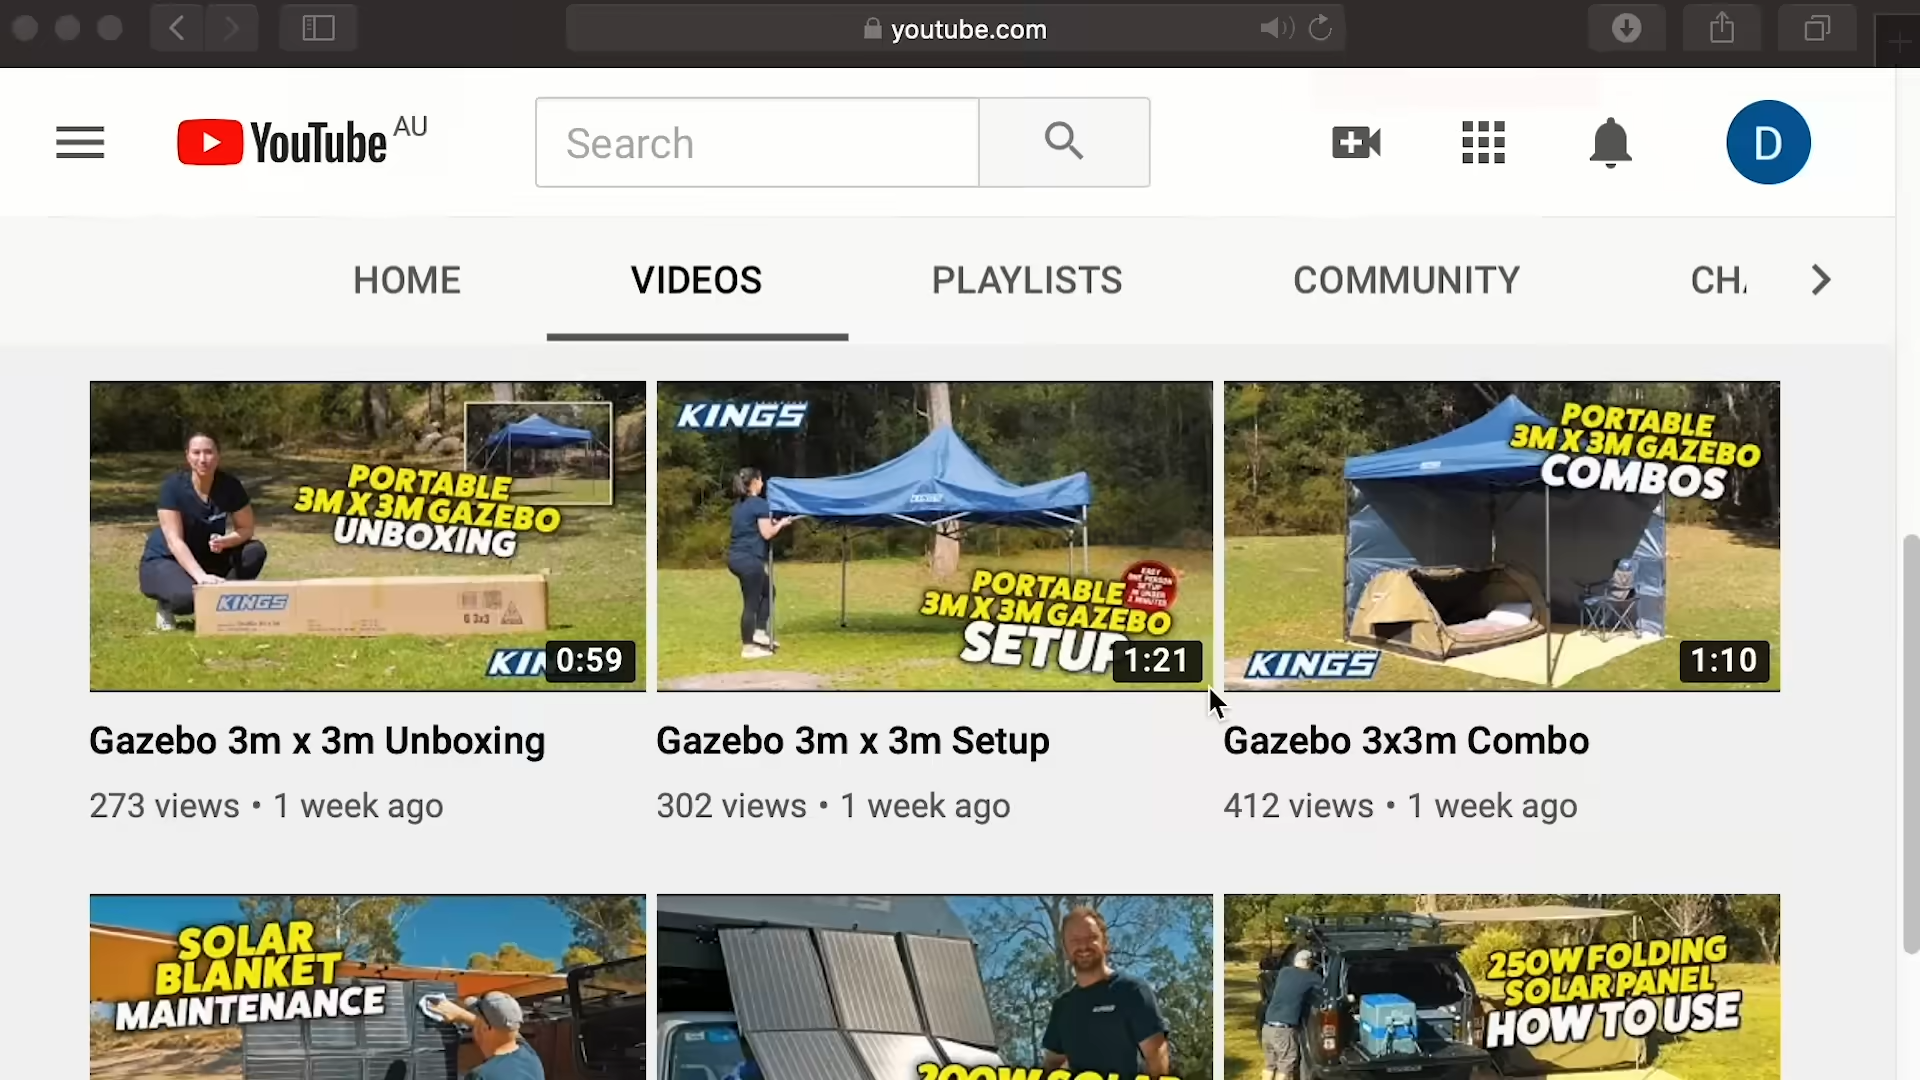 youtube.com
YouTube AU
Search
D
HOME
VIDEOS
PLAYLISTS
COMMUNITY
PORTABLE
3M X 3M GAZEBO
UNBOXING
KINGS
G 3x3
0:59
KINGS
KINGS
EASY
ONE PERSON
SETUP
IN UNDER
2 MINUTES
PORTABLE
3M X 3M GAZEBO
SETUP
1:21
PORTABLE
3M X 3M GAZEBO
COMBOS
KINGS
1:10
Gazebo 3m x 3m Unboxing
273 views • 1 week ago
Gazebo 3m x 3m Setup
302 views • 1 week ago
Gazebo 3x3m Combo
412 views • 1 week ago
SOLAR
BLANKET
MAINTENANCE
200W SOLAR
250W FOLDING
SOLAR PANEL
HOW TO USE